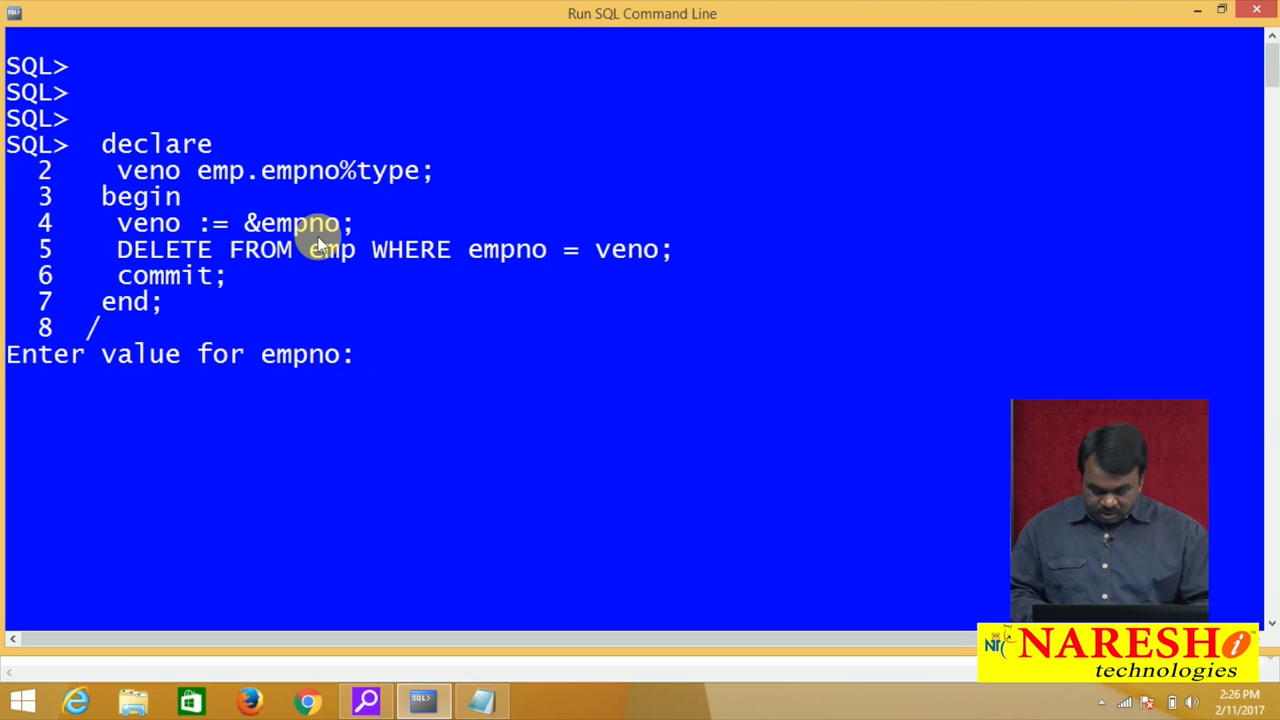 Run SQL Command Line
SQL>
SQL>
SQL>
SQL> declare
2 veno emp.empno%type;
3 begin
4 veno := &empno;
5 DELETE FROM emp WHERE empno = veno;
6 commit;
7 end;
8 /
Enter value for empno:
NARESH i
technologies
2:26 PM
2/11/2017